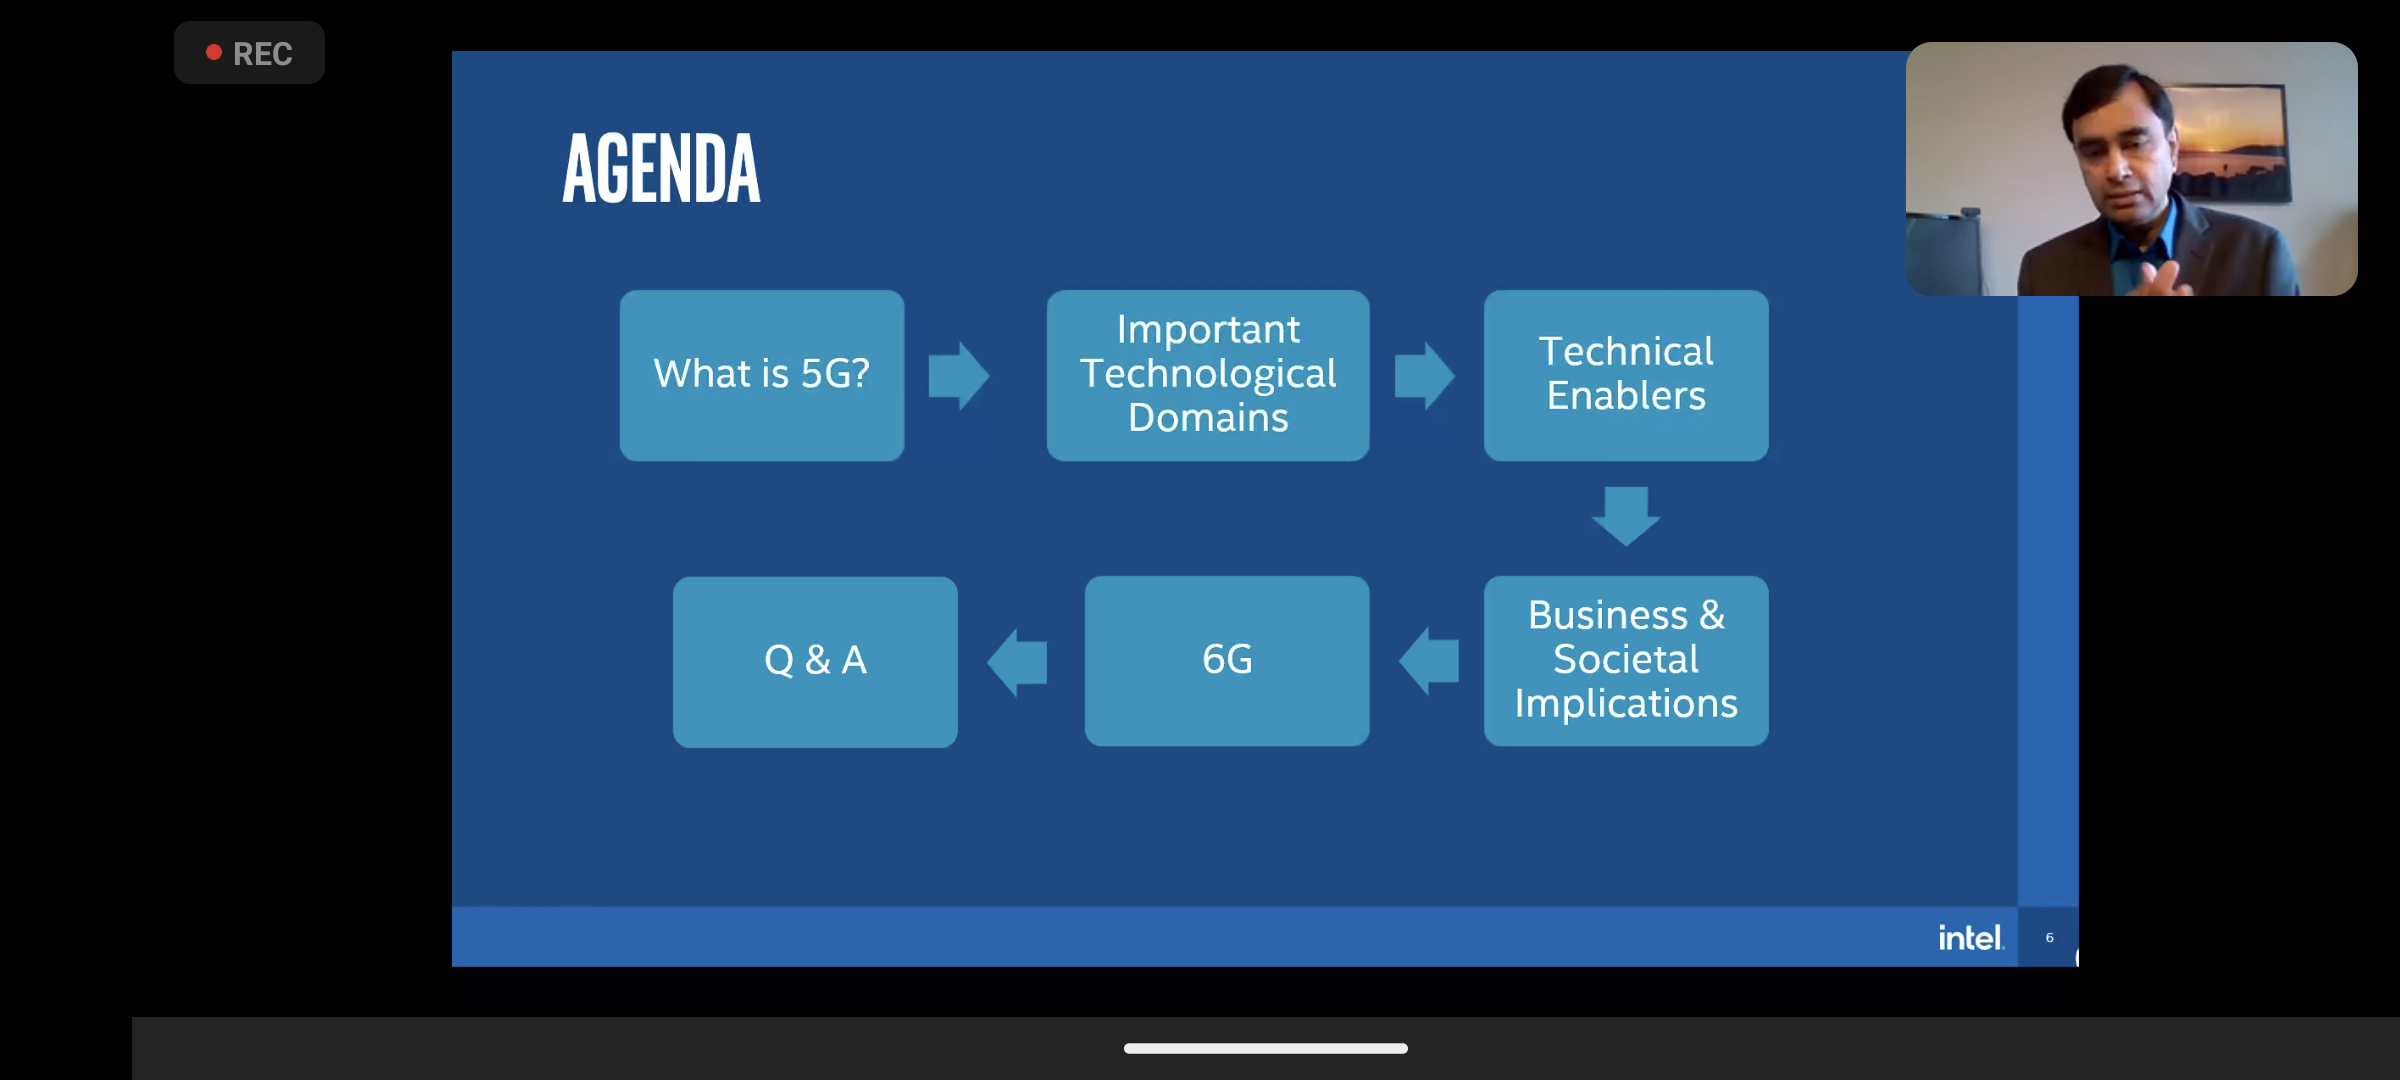 REC
AGENDA
What is 5G?
Important
Technological
Domains
Technical
Enablers
Business &
Societal
Implications
6G
Q & A
intel.
6